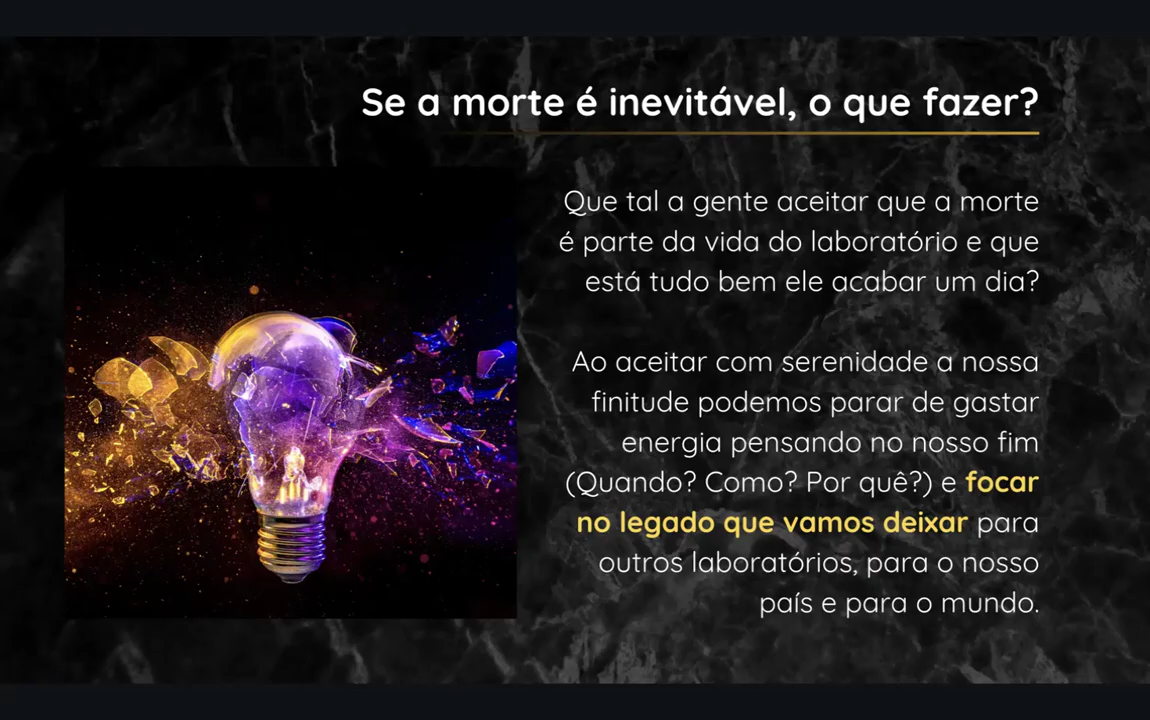 Se a morte é inevitável, o que fazer?
Que tal a gente aceitar que a morte
é parte da vida do laboratório e que
está tudo bem ele acabar um dia?
Ao aceitar com serenidade a nossa
finitude podemos parar de gastar
energia pensando no nosso fim
(Quando? Como? Por quê?) e focar
no legado que vamos deixar para
outros laboratórios, para o nosso
país e para o mundo.